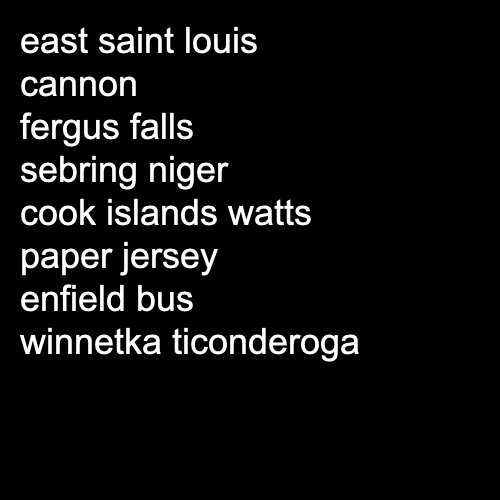 east saint louis
cannon
fergus falls
sebring niger
cook islands watts
paper jersey
enfield bus
winnetka ticonderoga